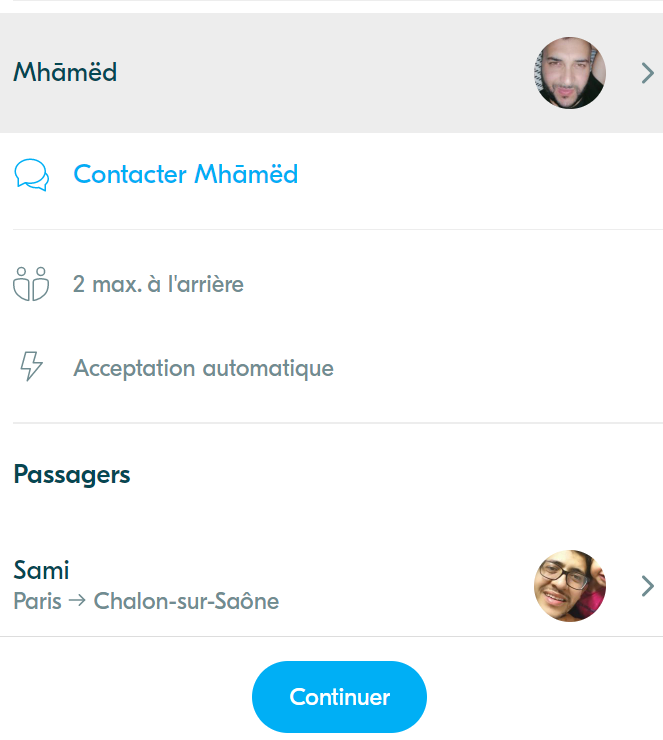 Mhāmëd
Contacter Mhāmëd
2 max. à l'arrière
Acceptation automatique
Passagers
Sami
Paris → Chalon-sur-Saône
Continuer